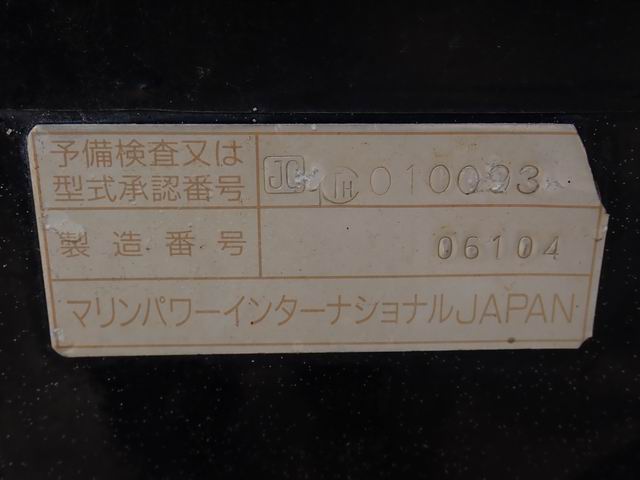 予備検査又は
型式承認番号
JCI H 010093
製造番号
06104
マリンパワーインターナショナルJAPAN